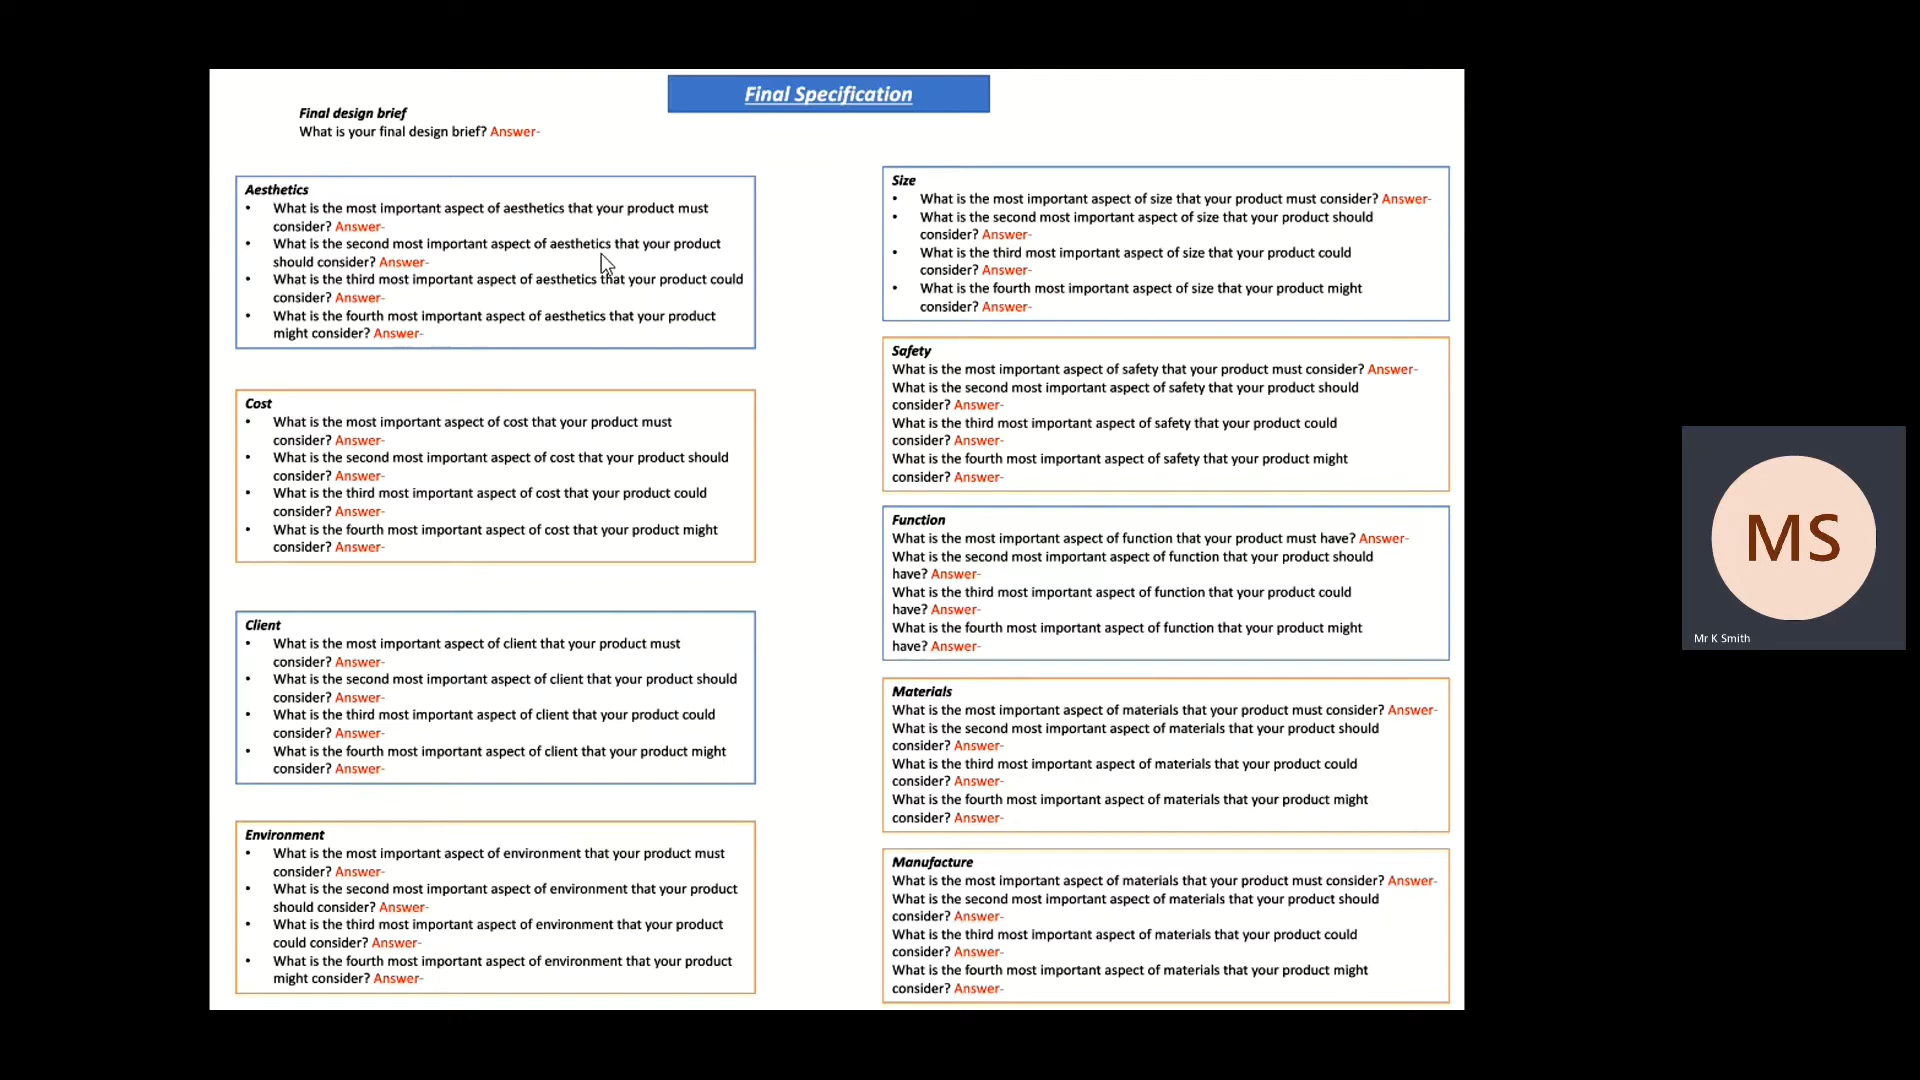 Final Specification
Final design brief
What is your final design brief? Answer-
Aesthetics
• What is the most important aspect of aesthetics that your product must
consider? Answer-
• What is the second most important aspect of aesthetics that your product
should consider? Answer-
• What is the third most important aspect of aesthetics that your product could
consider? Answer-
• What is the fourth most important aspect of aesthetics that your product
might consider? Answer-
Cost
• What is the most important aspect of cost that your product must
consider? Answer-
• What is the second most important aspect of cost that your product should
consider? Answer-
• What is the third most important aspect of cost that your product could
consider? Answer-
• What is the fourth most important aspect of cost that your product might
consider? Answer-
Client
• What is the most important aspect of client that your product must
consider? Answer-
• What is the second most important aspect of client that your product should
consider? Answer-
• What is the third most important aspect of client that your product could
consider? Answer-
• What is the fourth most important aspect of client that your product might
consider? Answer-
Environment
• What is the most important aspect of environment that your product must
consider? Answer-
• What is the second most important aspect of environment that your product
should consider? Answer-
• What is the third most important aspect of environment that your product
could consider? Answer-
• What is the fourth most important aspect of environment that your product
might consider? Answer-
Size
• What is the most important aspect of size that your product must consider? Answer-
• What is the second most important aspect of size that your product should
consider? Answer-
• What is the third most important aspect of size that your product could
consider? Answer-
• What is the fourth most important aspect of size that your product might
consider? Answer-
Safety
What is the most important aspect of safety that your product must consider? Answer-
What is the second most important aspect of safety that your product should
consider? Answer-
What is the third most important aspect of safety that your product could
consider? Answer-
What is the fourth most important aspect of safety that your product might
consider? Answer-
Function
What is the most important aspect of function that your product must have? Answer-
What is the second most important aspect of function that your product should
have? Answer-
What is the third most important aspect of function that your product could
have? Answer-
What is the fourth most important aspect of function that your product might
have? Answer-
Materials
What is the most important aspect of materials that your product must consider? Answer-
What is the second most important aspect of materials that your product should
consider? Answer-
What is the third most important aspect of materials that your product could
consider? Answer-
What is the fourth most important aspect of materials that your product might
consider? Answer-
Manufacture
What is the most important aspect of materials that your product must consider? Answer-
What is the second most important aspect of materials that your product should
consider? Answer-
What is the third most important aspect of materials that your product could
consider? Answer-
What is the fourth most important aspect of materials that your product might
consider? Answer-
MS
Mr K Smith